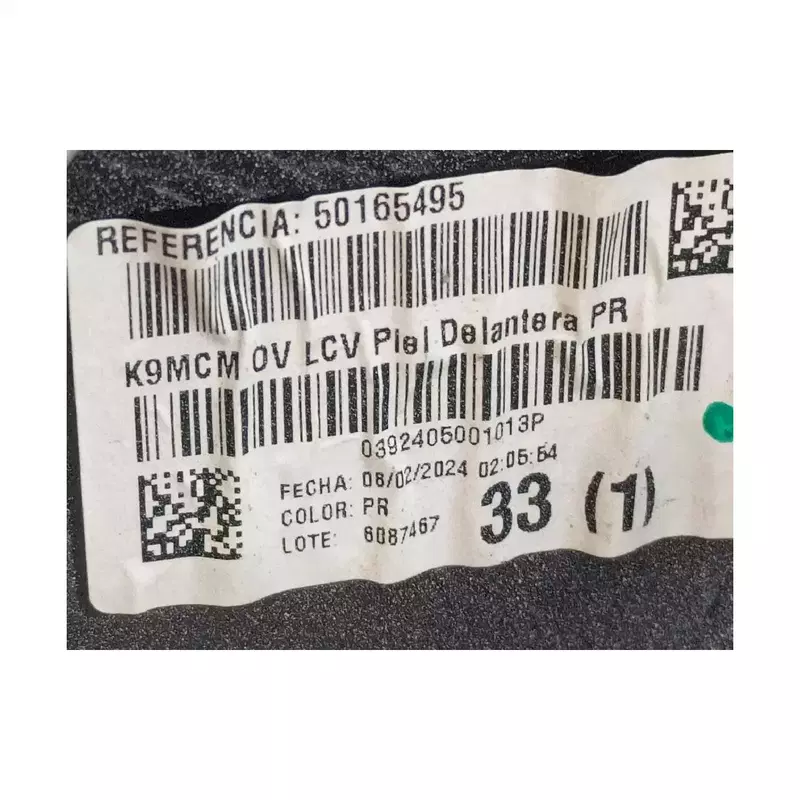 REFERENCIA: 50165495
K9MCM OV LCV Piel Delantera PR
0392405001013P
FECHA: 06/02/2024 02:05:54
COLOR: PR
LOTE: 6087467
33 (1)